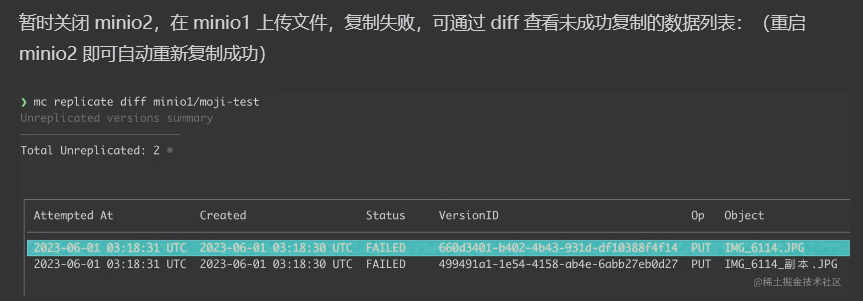 暂时关闭 minio2，在 minio1 上传文件，复制失败，可通过 diff 查看未成功复制的数据列表：（重启
minio2 即可自动重新复制成功）
❯ mc replicate diff minio1/moji-test
Unreplicated versions summary
Total Unreplicated: 2 ●
Attempted At Created Status VersionID Op Object
2023-06-01 03:18:31 UTC 2023-06-01 03:18:30 UTC FAILED 660d3401-b402-4b43-931d-df10388f4f14 PUT IMG_6114.JPG
2023-06-01 03:18:31 UTC 2023-06-01 03:18:30 UTC FAILED 499491a1-1e54-4158-ab4e-6abb27eb0d27 PUT IMG_6114_副本.JPG
@稀土掘金技术社区